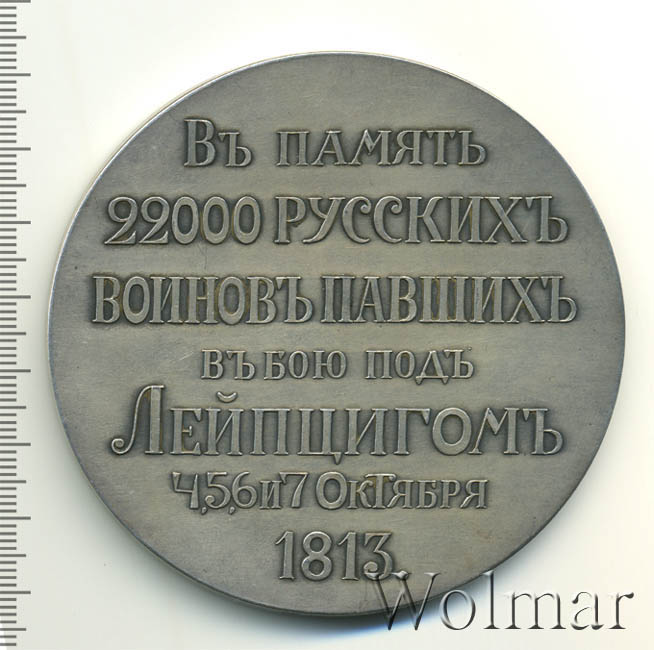 Въ память
22000 русскихъ
воиновъ павшихъ
въ бою подъ
Лейпцигомъ
4,5,6 и 7 Октября
1813.
Wolmar